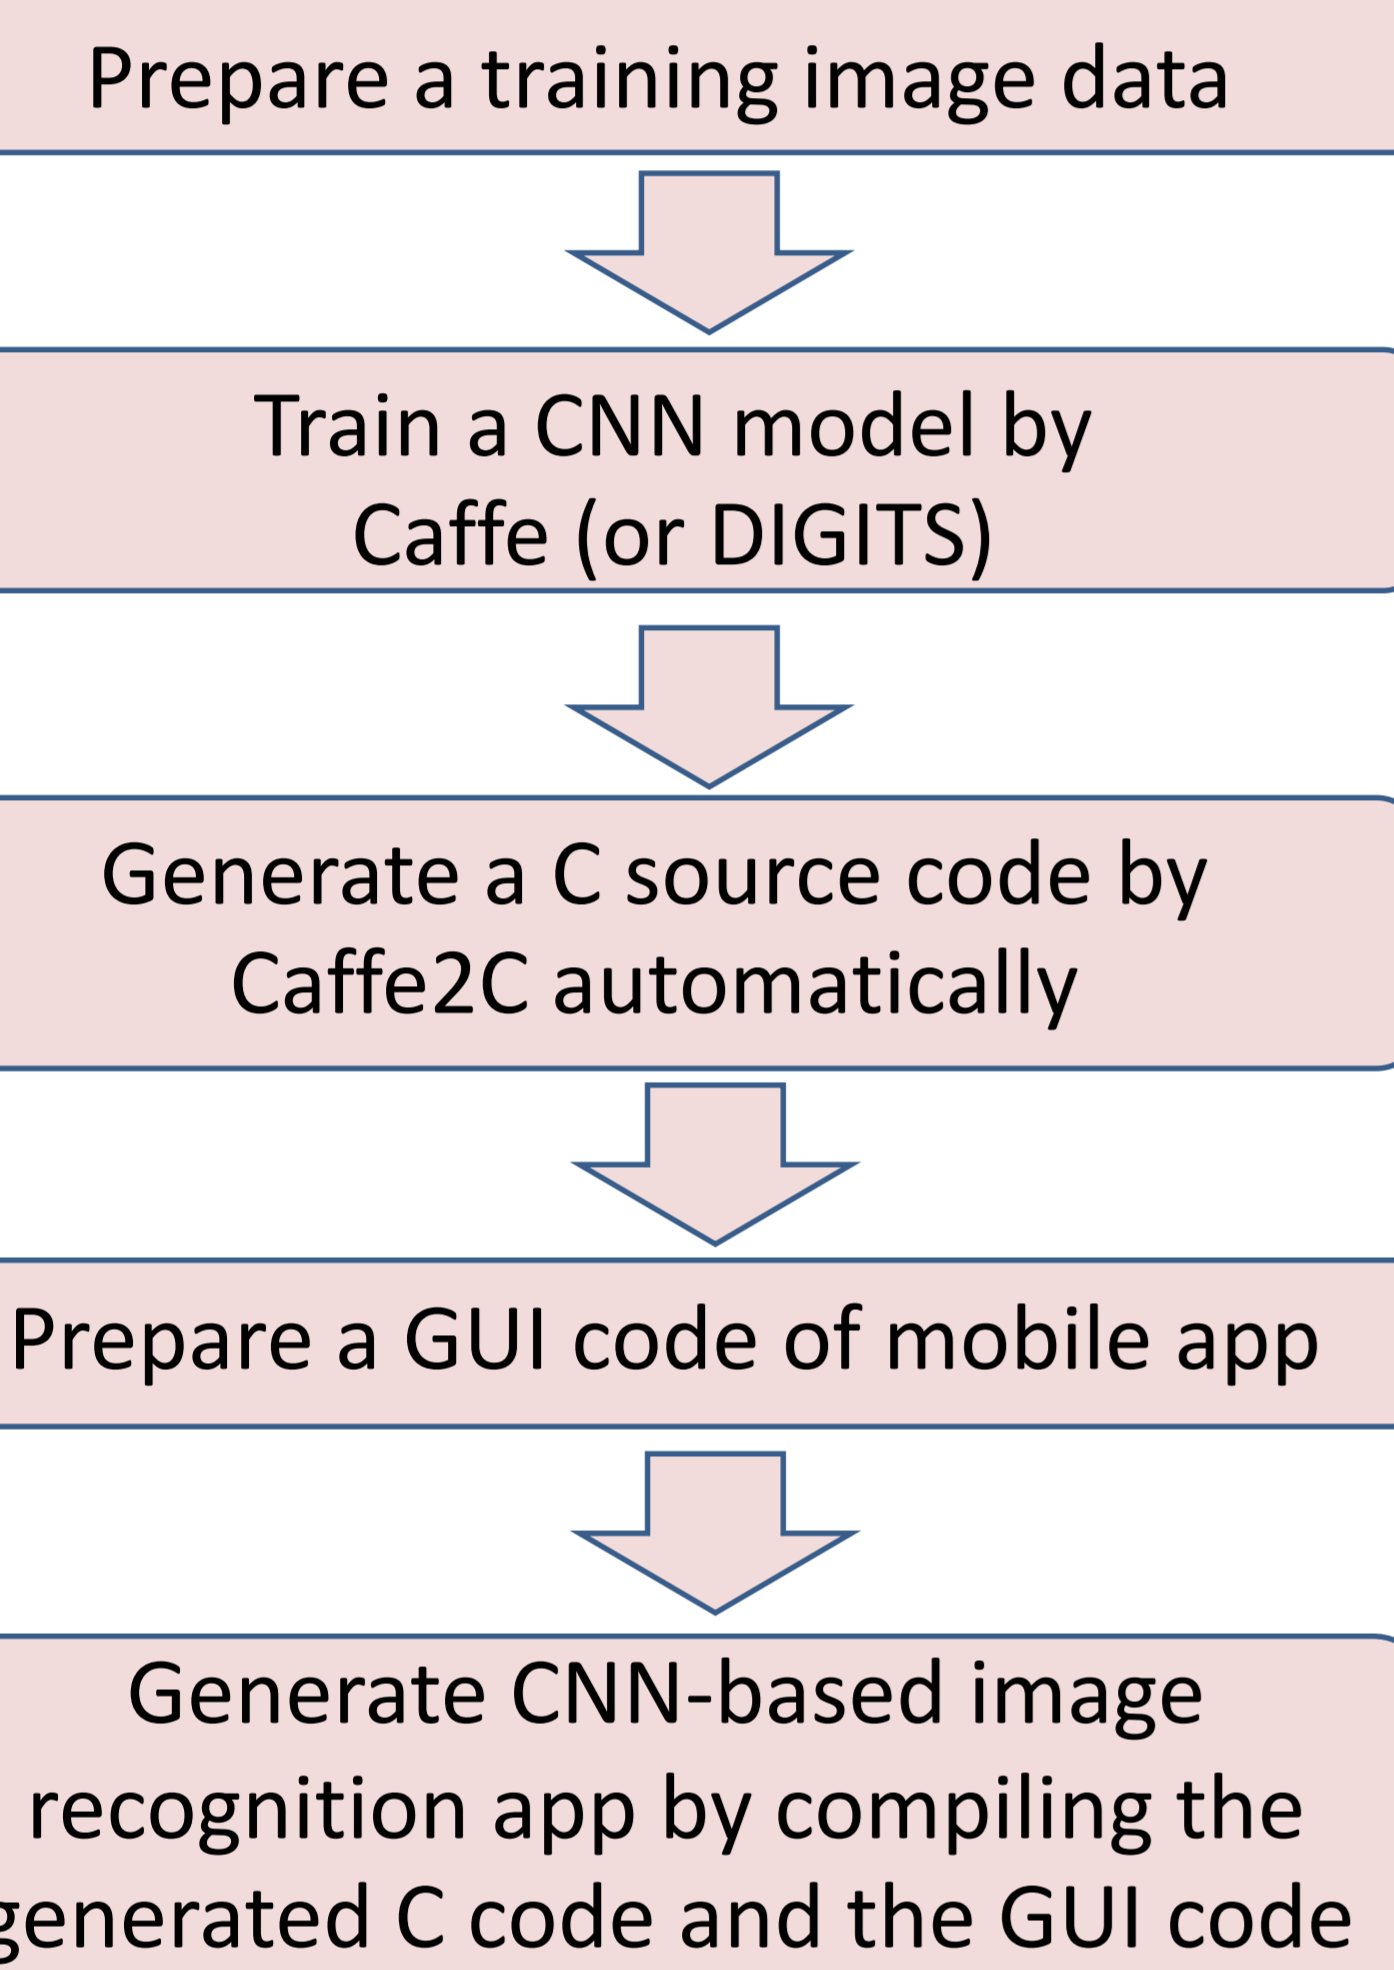 Prepare a training image data
Train a CNN model by
Caffe (or DIGITS)
Generate a C source code by
Caffe2C automatically
Prepare a GUI code of mobile app
Generate CNN-based image
recognition app by compiling the
generated C code and the GUI code